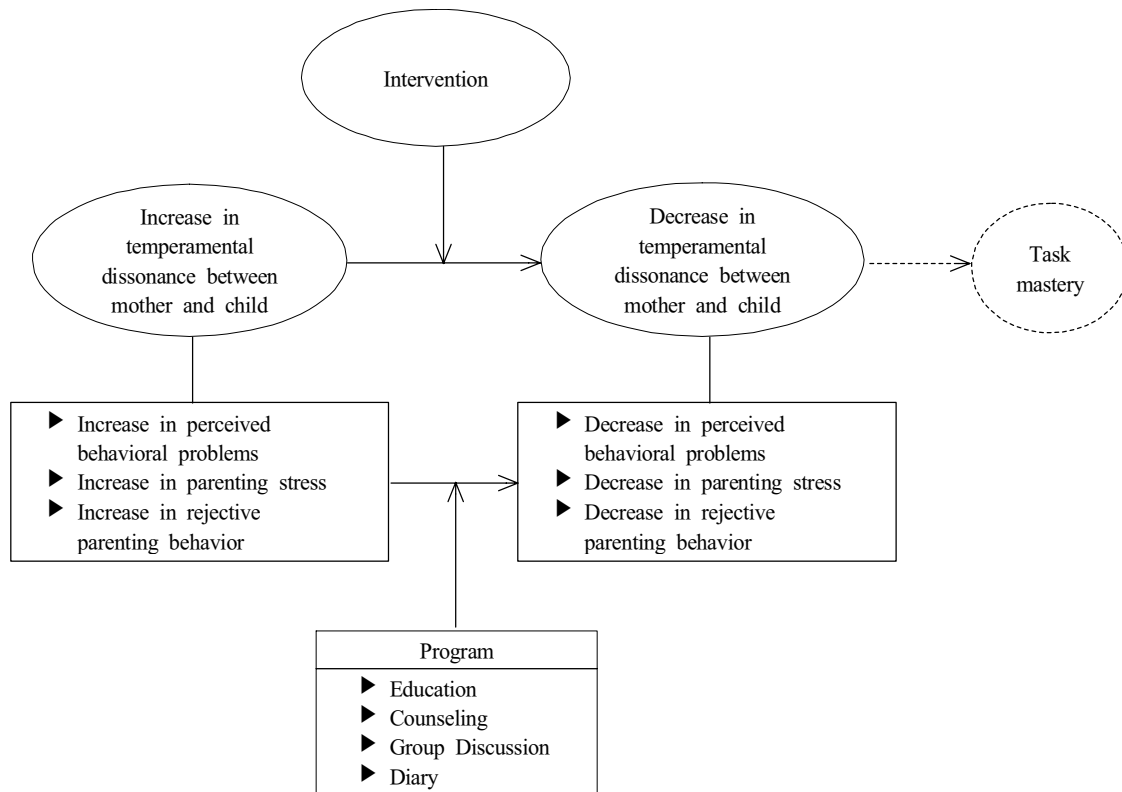 Intervention
Increase in
temperamental
dissonance between
mother and child
Decrease in
temperamental
dissonance between
mother and child
Task
mastery
Increase in perceived
behavioral problems
Increase in parenting stress
Increase in rejective
parenting behavior
Decrease in perceived
behavioral problems
Decrease in parenting stress
Decrease in rejective
parenting behavior
Program
Education
Counseling
Group Discussion
Diary